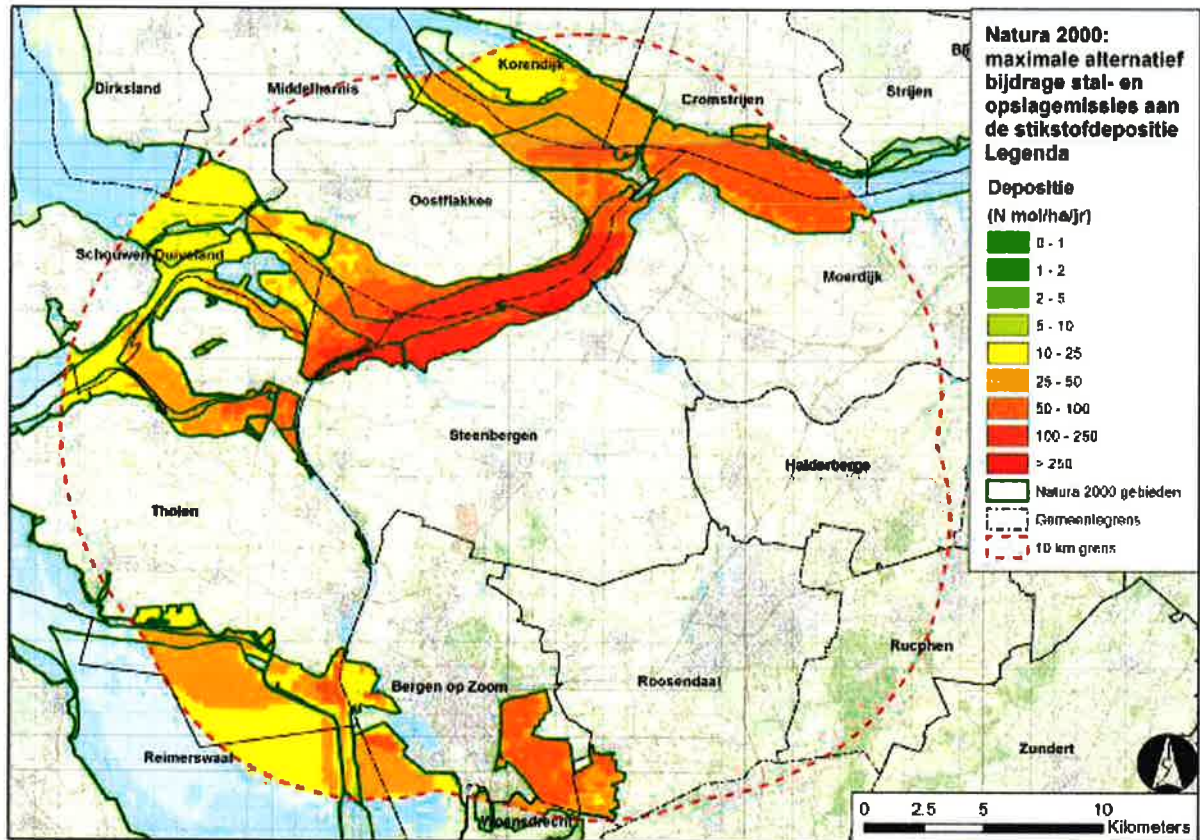 Natura 2000:
maximale alternatief
bijdrage stal- en
opslagemissies aan
de stikstofdepositie
Legenda
Depositie
(N mol/ha/jr)
0 - 1
1 - 2
2 - 5
5 - 10
10 - 25
25 - 50
50 - 100
100 - 250
> 250
Natura 2000 gebieden
Gemeentegrens
10 km grens
Korendijk
Dirksland
Middelharnis
Cromstrijen
Strijen
Oostflakkee
Schouwen-Duiveland
Moerdijk
Steenbergen
Halderberge
Tholen
Rucphen
Bergen op Zoom
Roosendaal
Reimerswaal
Zundert
Woensdrecht
0 2.5 5 10
Kilometers